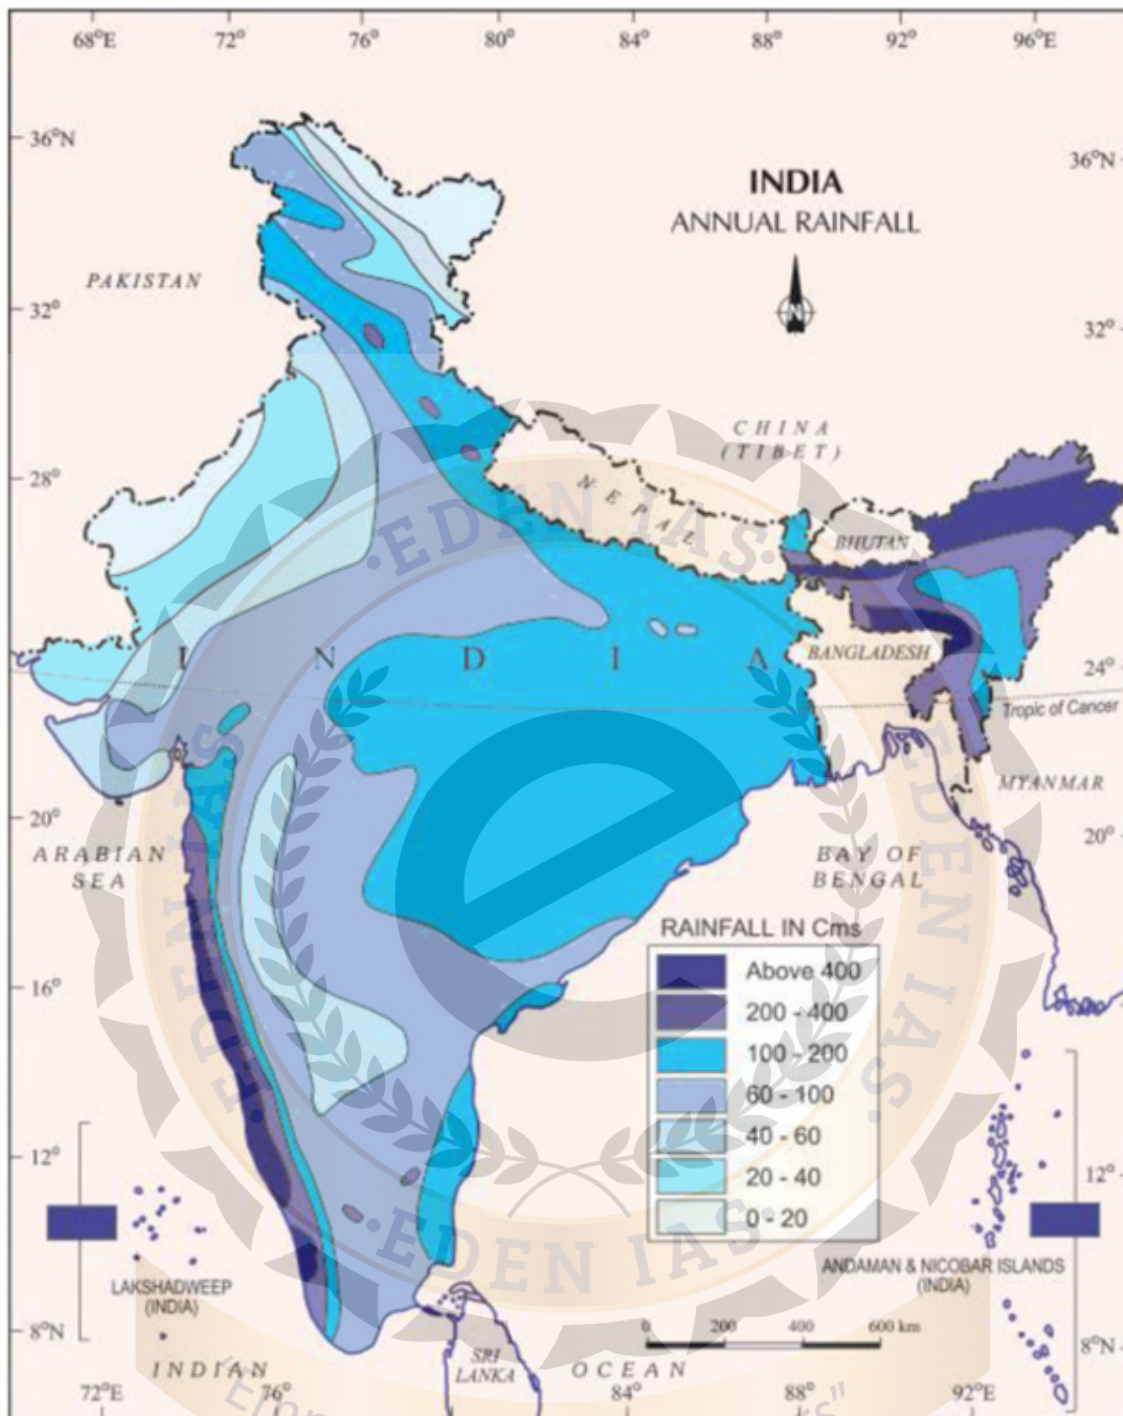 68°E 72° 76° 80° 84° 88° 92° 96°E
36°N
36°N
INDIA
ANNUAL RAINFALL
N
PAKISTAN
32°
32°
CHINA
(TIBET)
28°
NEPAL
EDEN IAS
BHUTAN
BANGLADESH
I N D I A
24°
Tropic of Cancer
MYANMAR
20°
20°
ARABIAN
SEA
BAY OF
BENGAL
EDEN IAS
EDEN IAS
RAINFALL IN Cms
Above 400
200 - 400
100 - 200
60 - 100
40 - 60
20 - 40
0 - 20
16°
12°
12°
EDEN IAS
LAKSHADWEEP
(INDIA)
ANDAMAN & NICOBAR ISLANDS
(INDIA)
0 200 400 600 km
8°N
8°N
INDIAN OCEAN
SRI
LANKA
72°E 76° 84° 88° 92°E